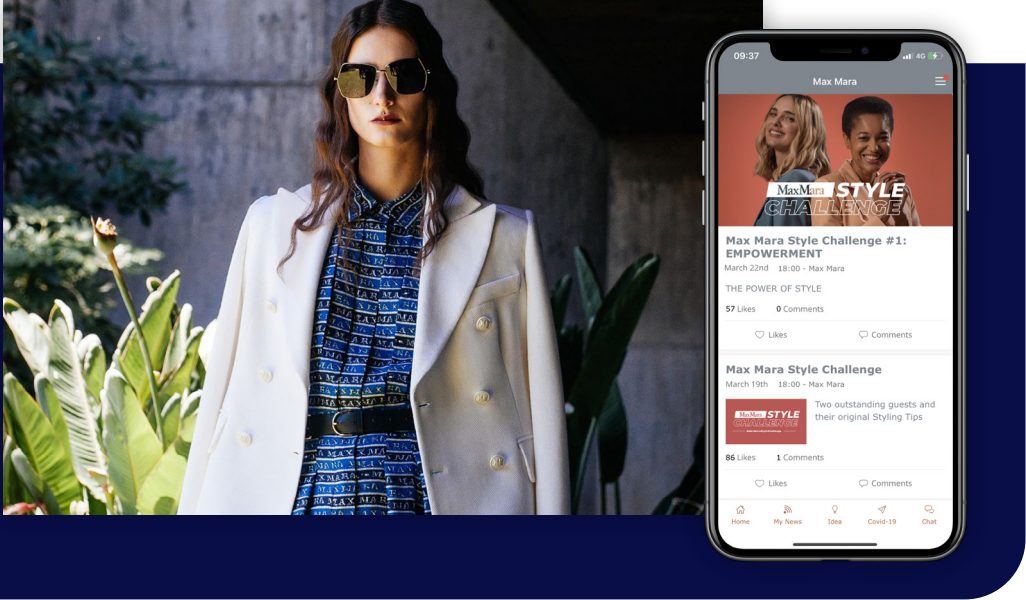 09:37
4G
Max Mara
MaxMara STYLE
CHALLENGE
Max Mara Style Challenge #1:
EMPOWERMENT
March 22nd 18:00 - Max Mara
THE POWER OF STYLE
57 Likes 0 Comments
Likes Comments
Max Mara Style Challenge
March 19th 18:00 - Max Mara
MaxMara STYLE
CHALLENGE
Two outstanding guests and
their original Styling Tips
86 Likes 1 Comments
Likes Comments
Home My News Idea Covid-19 Chat